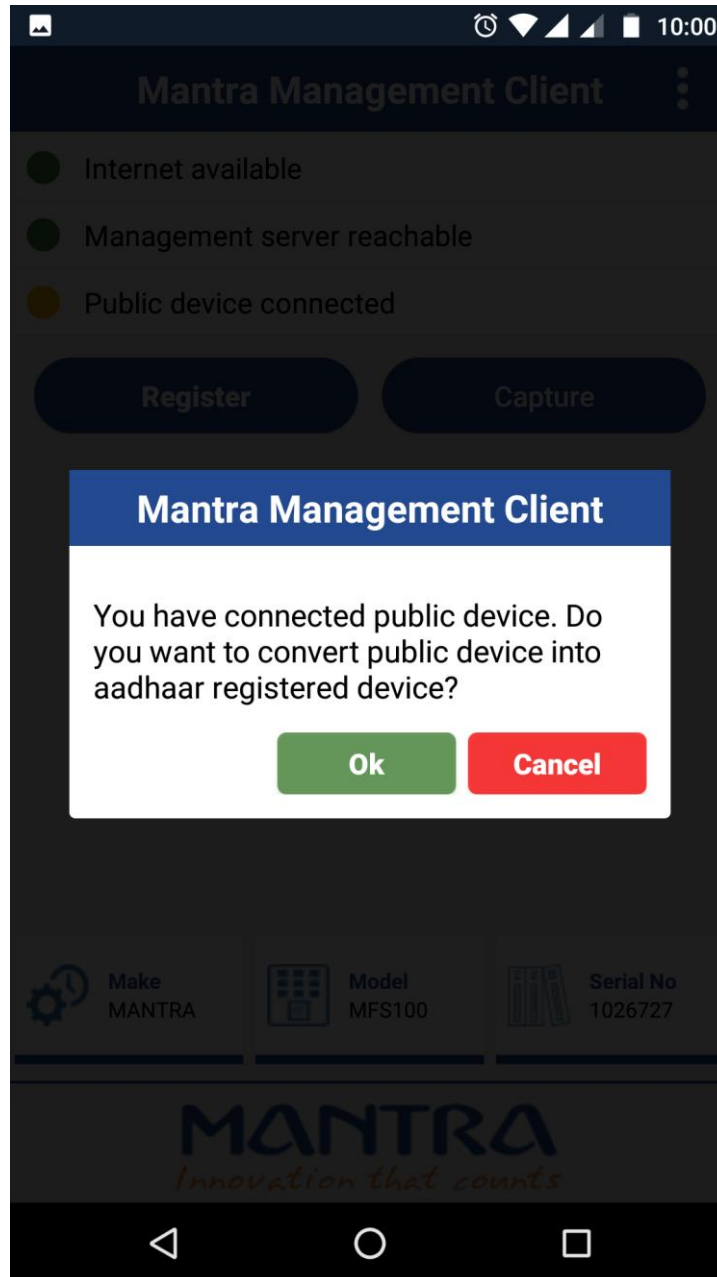 10:00
Mantra Management Client
Internet available
Management server reachable
Public device connected
Register
Capture
Mantra Management Client
You have connected public device. Do
you want to convert public device into
aadhaar registered device?
Ok
Cancel
Make
MANTRA
Model
MFS100
Serial No
1026727
MANTRA
Innovation that counts